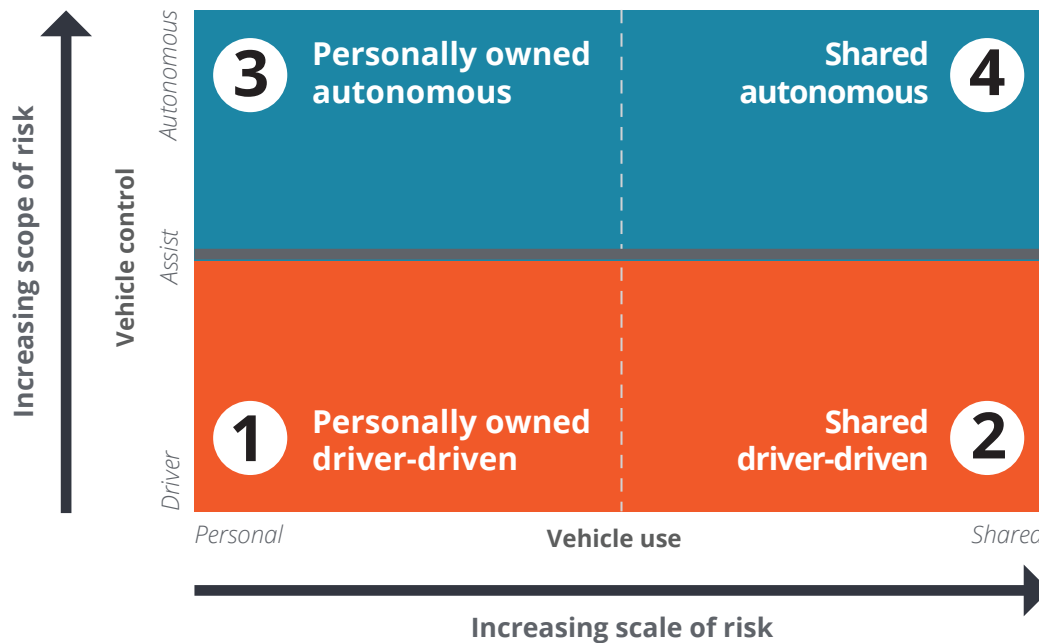 Increasing scope of risk
Vehicle control
Autonomous
Assist
Driver
3
Personally owned
autonomous
Shared
autonomous
4
1
Personally owned
driver-driven
Shared
driver-driven
2
Personal
Vehicle use
Shared
Increasing scale of risk